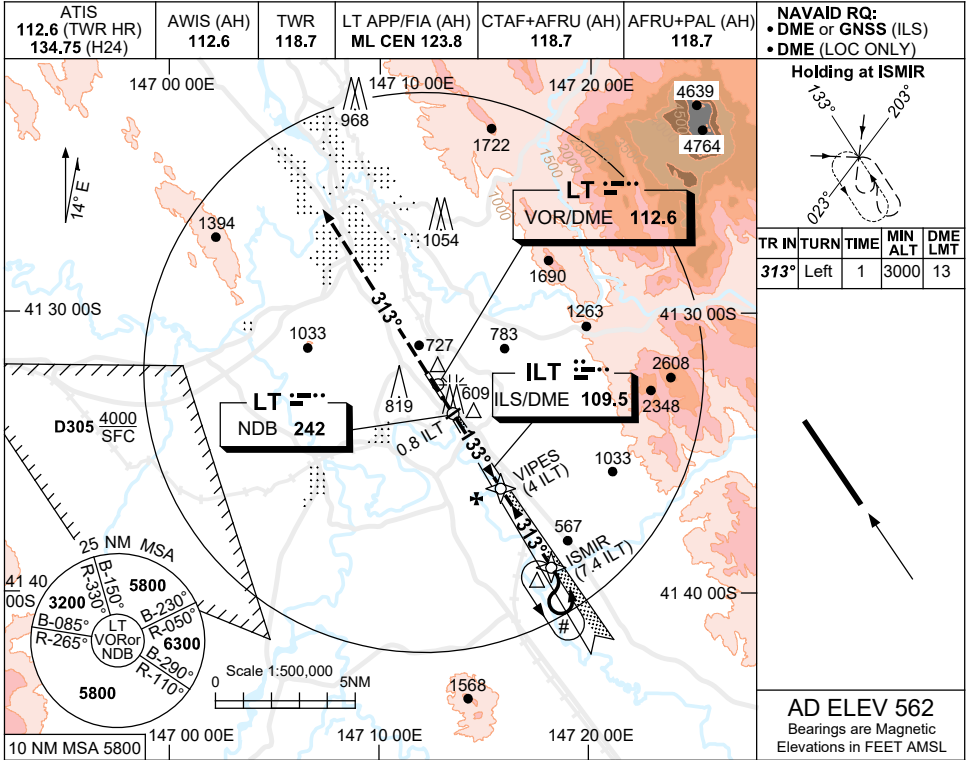 ATIS
112.6 (TWR HR)
134.75 (H24)
AWIS (AH)
112.6
TWR
118.7
LT APP/FIA (AH)
ML CEN 123.8
CTAF+AFRU (AH)
118.7
AFRU+PAL (AH)
118.7
NAVAID RQ:
• DME or GNSS (ILS)
• DME (LOC ONLY)
Holding at ISMIR
133°
203°
023°
TR IN TURN TIME MIN ALT DME LMT
313° Left 1 3000 13
147 00 00E
147 10 00E
147 20 00E
14° E
968
1722
4639
4764
1500
2000
1500
1000
LT
VOR/DME 112.6
1394
1054
1690
313°
41 30 00S
41 30 00S
1263
1033
727
783
2608
2348
ILT
ILS/DME 109.5
609
819
LT
NDB 242
0.8 ILT
133°
D305 4000
SFC
VIPES
(4 ILT)
1033
313°
567
ISMIR
(7.4 ILT)
#
25 NM MSA
41 40
00S
41 40 00S
B-150°
R-330°
5800
3200
B-230°
R-050°
B-085°
R-265°
LT
VORor
NDB
6300
B-290°
R-110°
5800
Scale 1:500,000
0 5NM
1568
10 NM MSA 5800
147 00 00E
147 10 00E
147 20 00E
AD ELEV 562
Bearings are Magnetic
Elevations in FEET AMSL